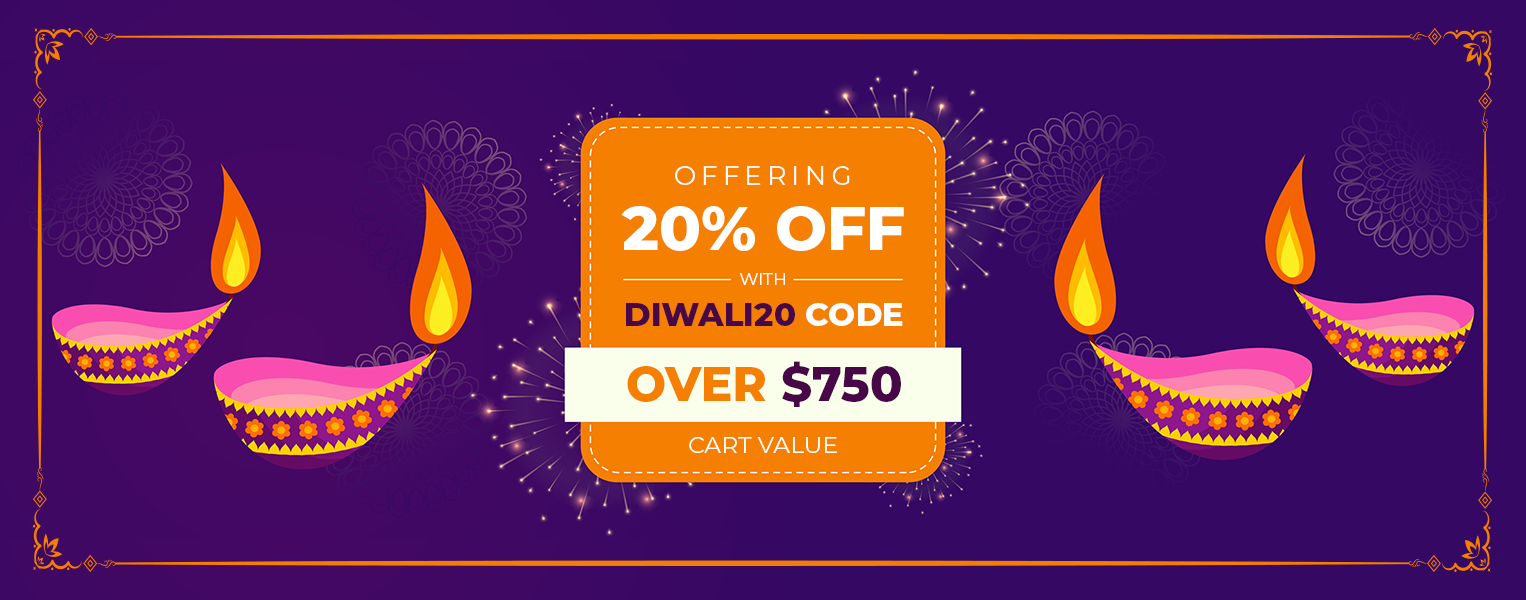 OFFERING
20% OFF
WITH
DIWALI20 CODE
OVER $750
CART VALUE